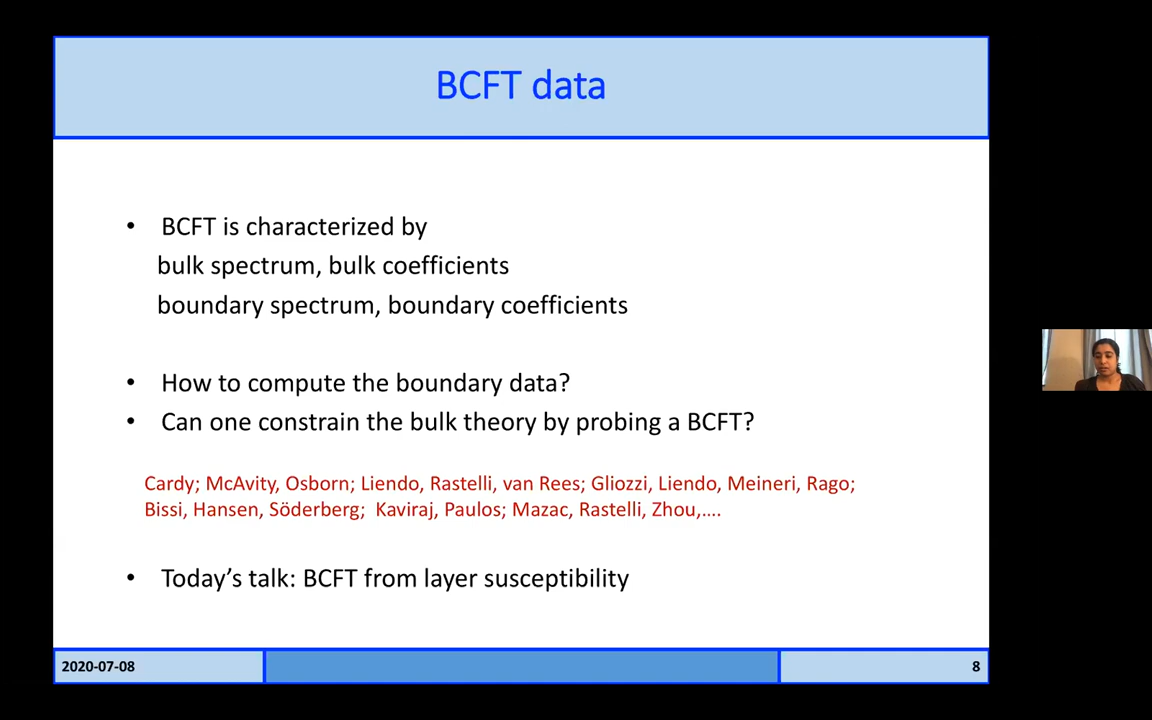 BCFT data
• BCFT is characterized by
bulk spectrum, bulk coefficients
boundary spectrum, boundary coefficients
• How to compute the boundary data?
• Can one constrain the bulk theory by probing a BCFT?
Cardy; McAvity, Osborn; Liendo, Rastelli, van Rees; Gliozzi, Liendo, Meineri, Rago;
Bissi, Hansen, Söderberg; Kaviraj, Paulos; Mazac, Rastelli, Zhou,....
• Today’s talk: BCFT from layer susceptibility
2020-07-08
8